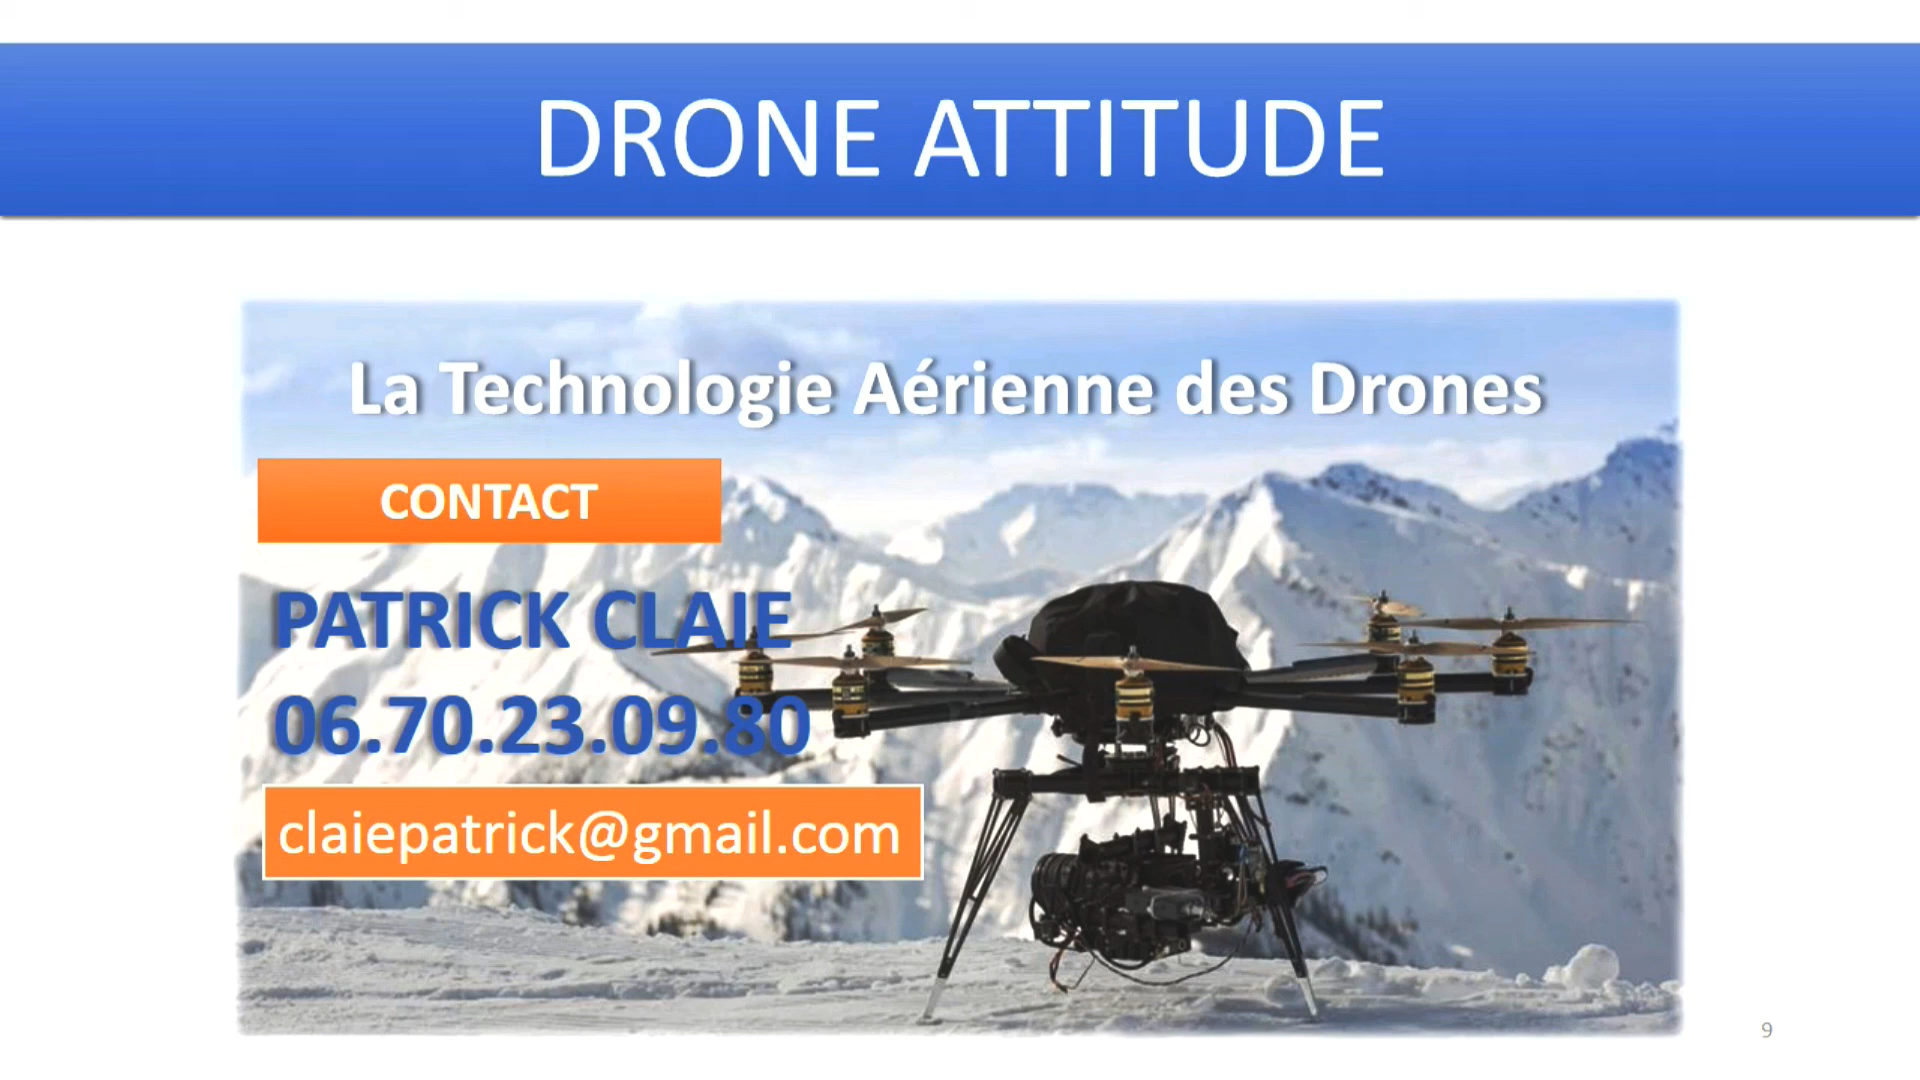 DRONE ATTITUDE
La Technologie Aérienne des Drones
CONTACT
PATRICK CLAIE
06.70.23.09.80
claiepatrick@gmail.com
9